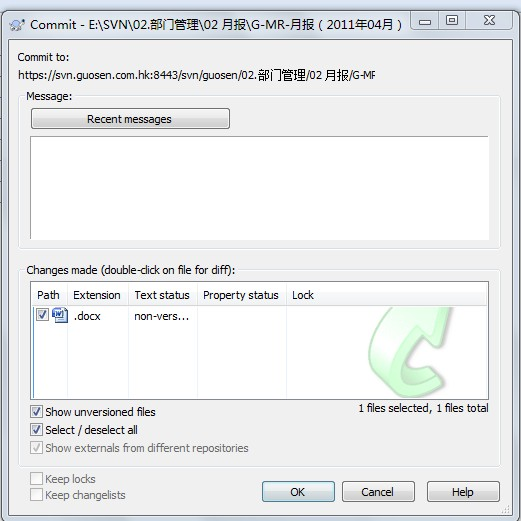 Commit - E:\SVN\02.部门管理\02 月报\G-MR-月报（2011年04月）
Commit to:
https://svn.guosen.com.hk:8443/svn/guosen/02.部门管理/02 月报/G-MR
Message:
Recent messages
Changes made (double-click on file for diff):
Path Extension Text status Property status Lock
.docx non-vers...
1 files selected, 1 files total
Show unversioned files
Select / deselect all
Show externals from different repositories
Keep locks
Keep changelists
OK Cancel Help